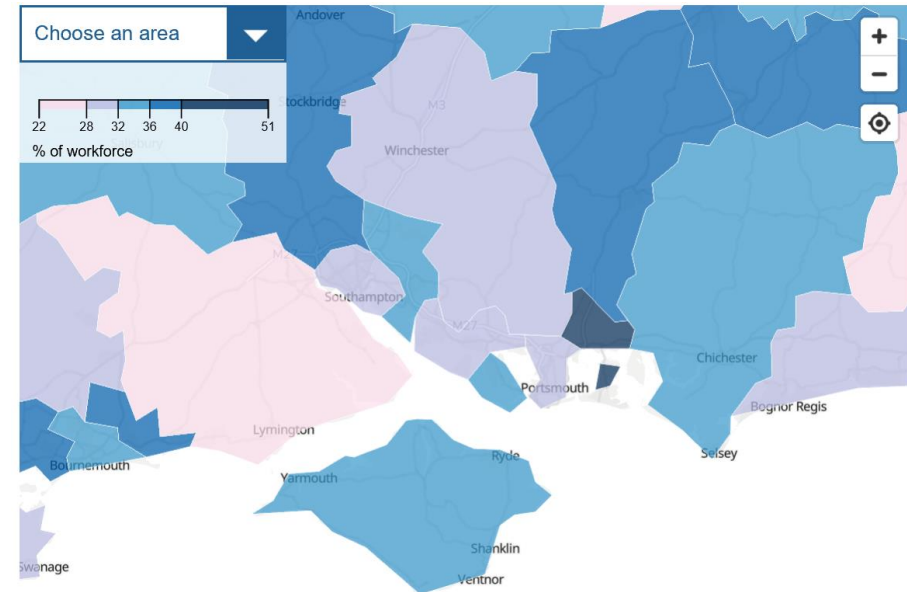 Choose an area
Andover
+
−
22 28 32 36 40 51
% of workforce
Stockbridge
M3
Winchester
M27
Southampton
M27
Portsmouth
Chichester
Bognor Regis
Lymington
Selsey
Bournemouth
Ryde
Yarmouth
Shanklin
Swanage
Ventnor